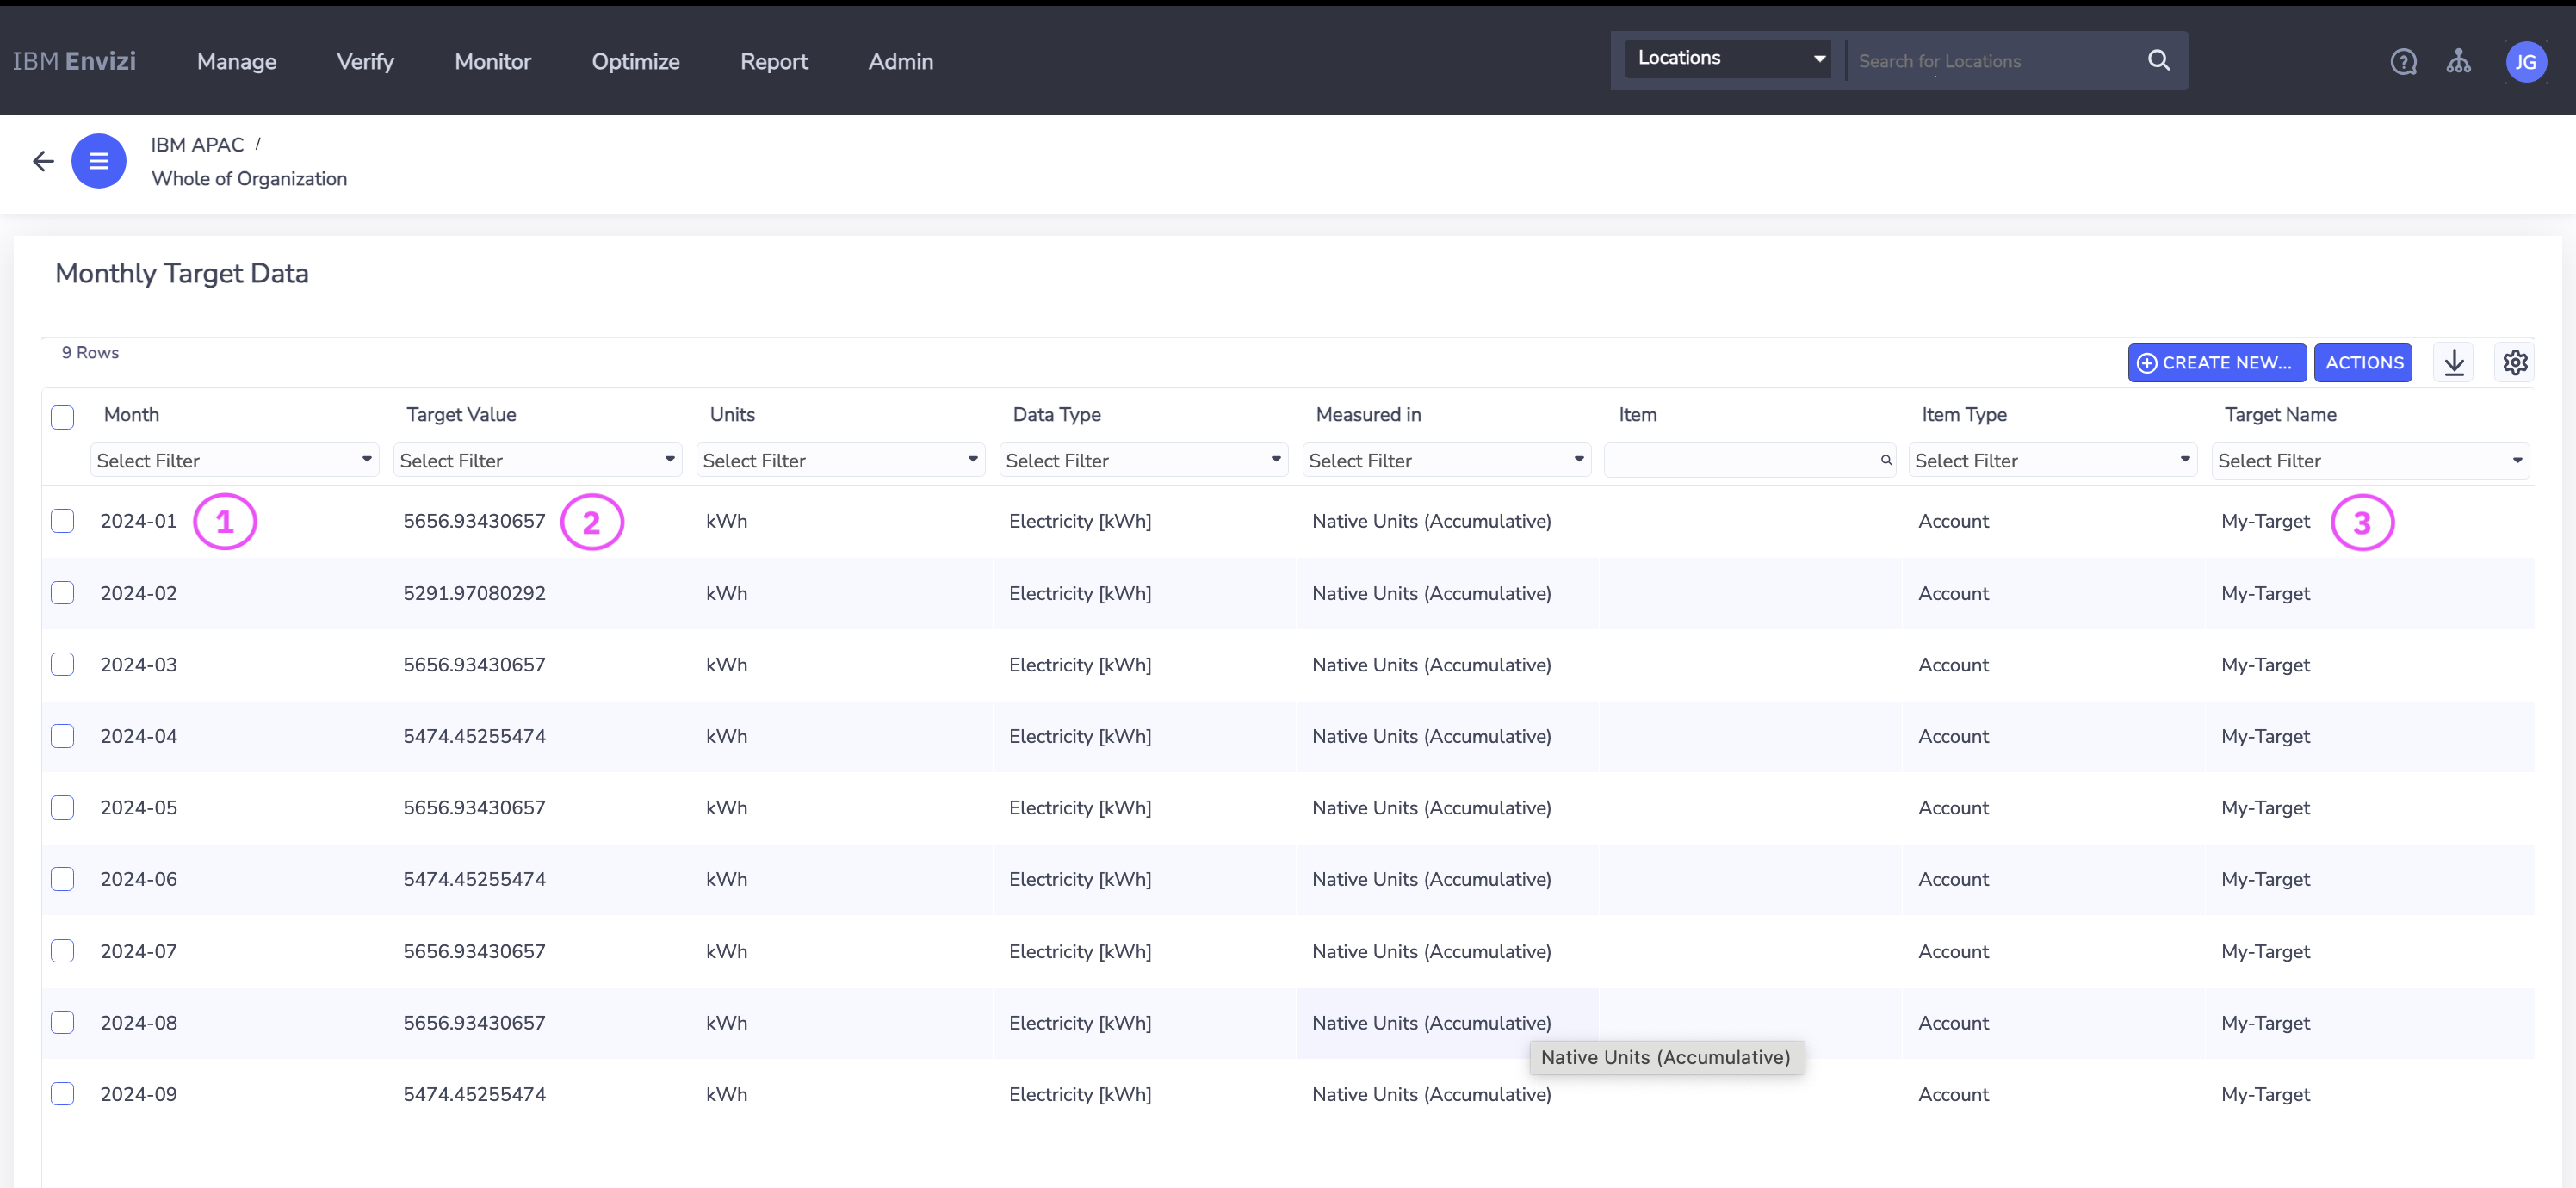 IBM Envizi Manage Verify Monitor Optimize Report Admin Locations Search for Locations JG
IBM APAC /
Whole of Organization
Monthly Target Data
9 Rows CREATE NEW... ACTIONS
Month Target Value Units Data Type Measured in Item Item Type Target Name
Select Filter Select Filter Select Filter Select Filter Select Filter Select Filter Select Filter
2024-01 1 5656.93430657 2 kWh Electricity [kWh] Native Units (Accumulative) Account My-Target 3
2024-02 5291.97080292 kWh Electricity [kWh] Native Units (Accumulative) Account My-Target
2024-03 5656.93430657 kWh Electricity [kWh] Native Units (Accumulative) Account My-Target
2024-04 5474.45255474 kWh Electricity [kWh] Native Units (Accumulative) Account My-Target
2024-05 5656.93430657 kWh Electricity [kWh] Native Units (Accumulative) Account My-Target
2024-06 5474.45255474 kWh Electricity [kWh] Native Units (Accumulative) Account My-Target
2024-07 5656.93430657 kWh Electricity [kWh] Native Units (Accumulative) Account My-Target
2024-08 5656.93430657 kWh Electricity [kWh] Native Units (Accumulative) Account My-Target
Native Units (Accumulative)
2024-09 5474.45255474 kWh Electricity [kWh] Native Units (Accumulative) Account My-Target